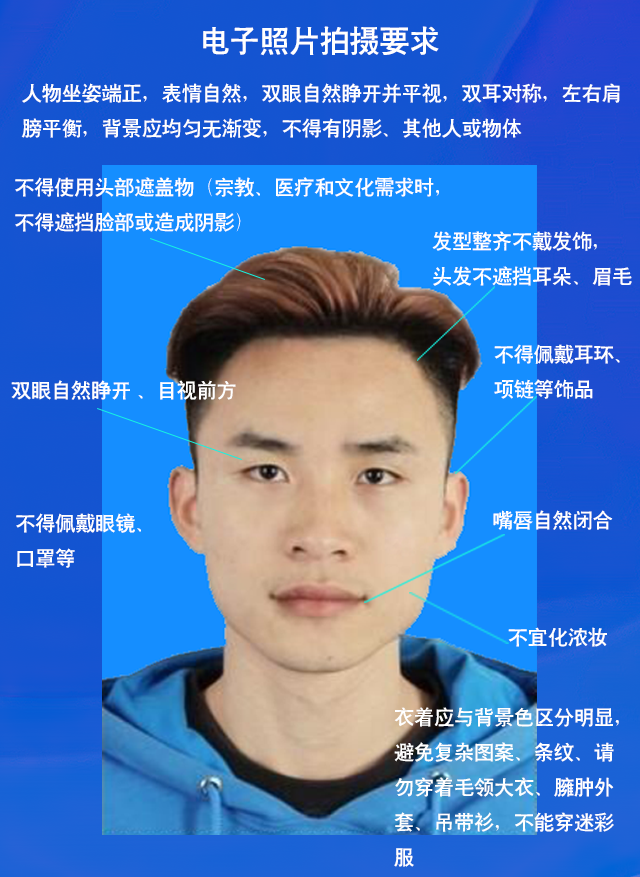 电子照片拍摄要求
人物坐姿端正，表情自然，双眼自然睁开并平视，双耳对称，左右肩
膀平衡，背景应均匀无渐变，不得有阴影、其他人或物体
不得使用头部遮盖物（宗教、医疗和文化需求时，
不得遮挡脸部或造成阴影）
发型整齐不戴发饰，
头发不遮挡耳朵、眉毛
不得佩戴耳环、
项链等饰品
双眼自然睁开 、目视前方
不得佩戴眼镜、
口罩等
嘴唇自然闭合
不宜化浓妆
衣着应与背景色区分明显，
避免复杂图案、条纹、请
勿穿着毛领大衣、臃肿外
套、吊带衫，不能穿迷彩
服